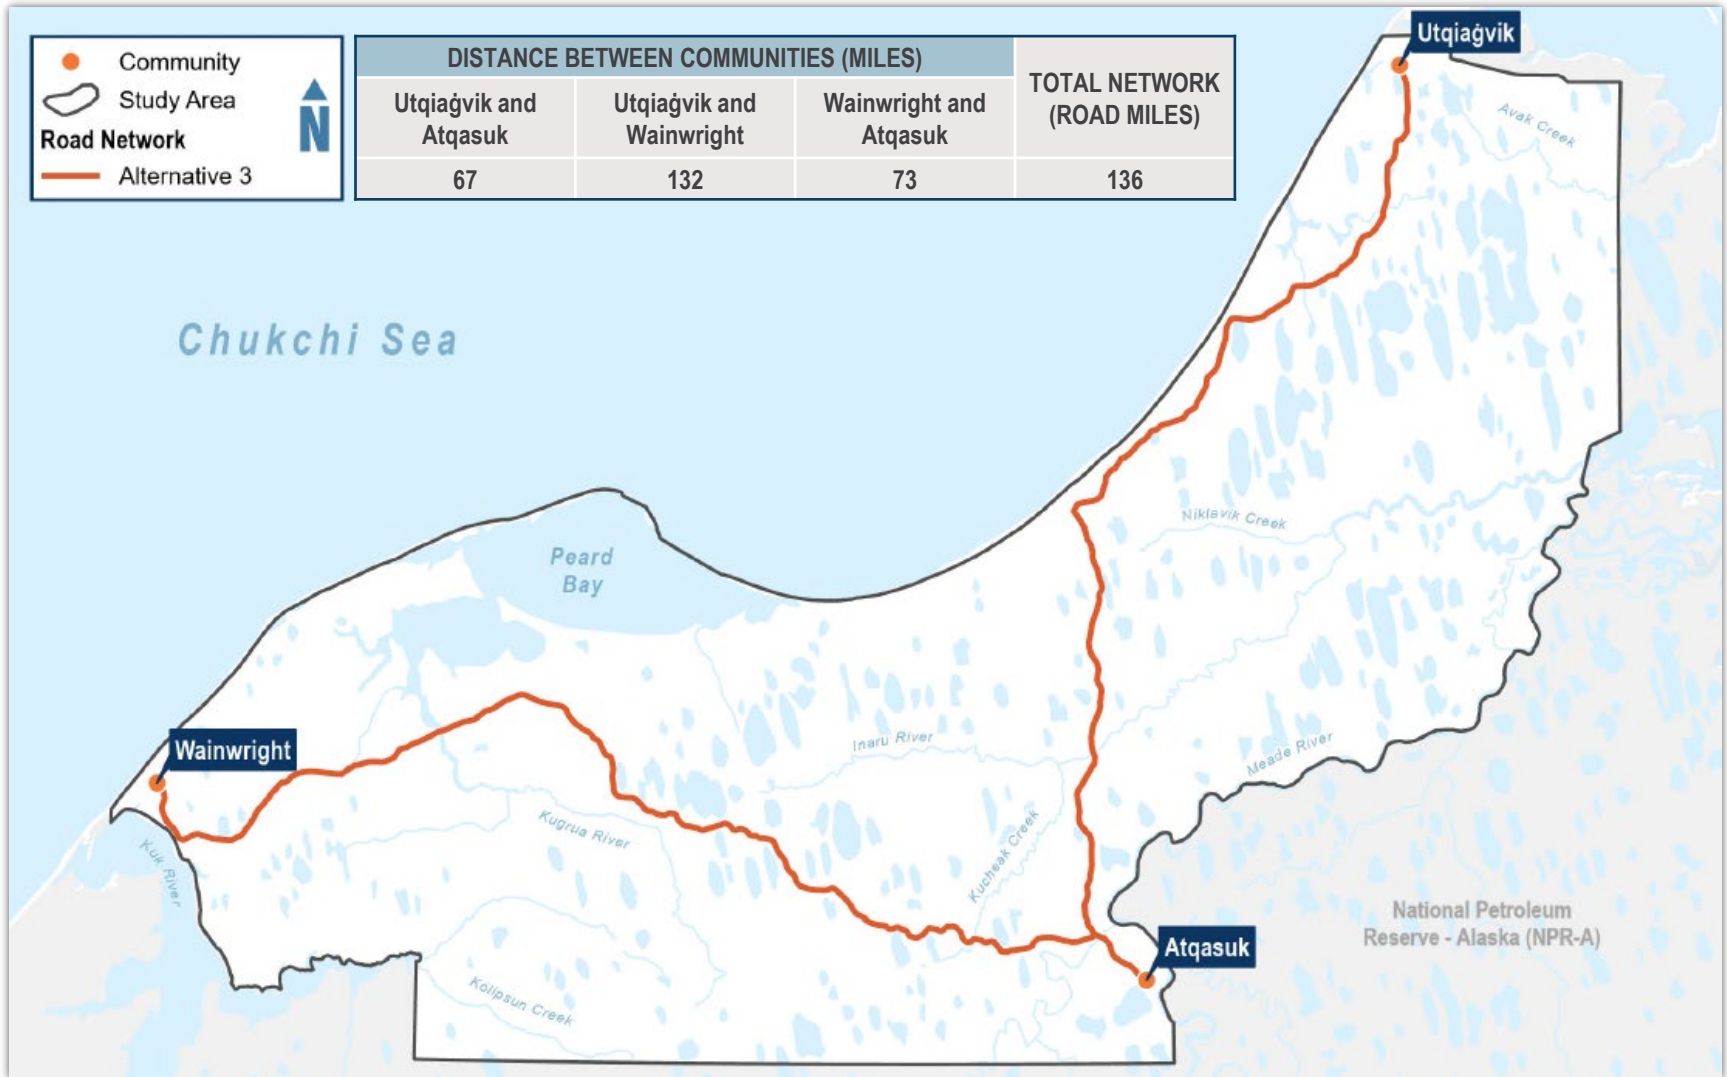 Utqiaġvik
Community
Study Area
Road Network
Alternative 3
N
DISTANCE BETWEEN COMMUNITIES (MILES)
TOTAL NETWORK
(ROAD MILES)
Utqiaġvik and
Atqasuk
Utqiaġvik and
Wainwright
Wainwright and
Atqasuk
67
132
73
136
Avak Creek
Chukchi Sea
Niklavik Creek
Peard
Bay
Wainwright
Inaru River
Meade River
Kugrua River
Kuk River
Kucheak Creek
National Petroleum
Reserve - Alaska (NPR-A)
Atqasuk
Kolipsun Creek